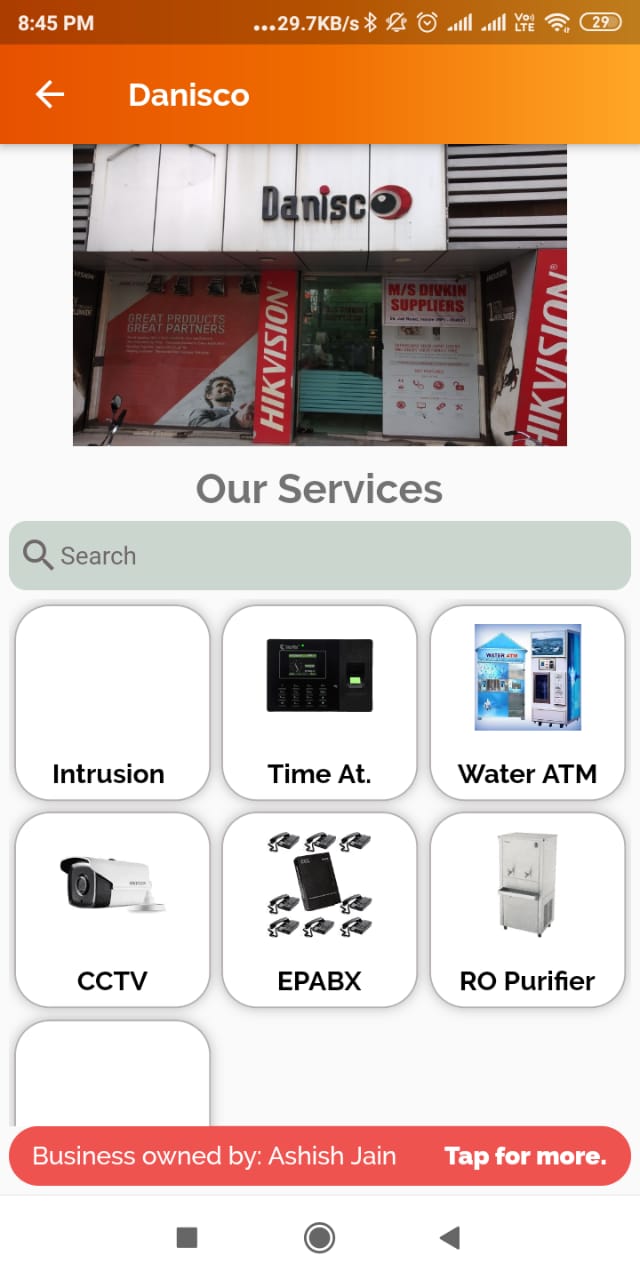 8:45 PM
...29.7KB/s
Vo)
LTE
29
Danisco
Danisco
HIKVISION
GREAT PRODUCTS
GREAT PARTNERS
HIKVISION
M/S DIVKIN
SUPPLIERS
HIKVISION
Our Services
Search
Intrusion
Time At.
WATER ATM
Water ATM
CCTV
EPABX
RO Purifier
Business owned by: Ashish Jain
Tap for more.